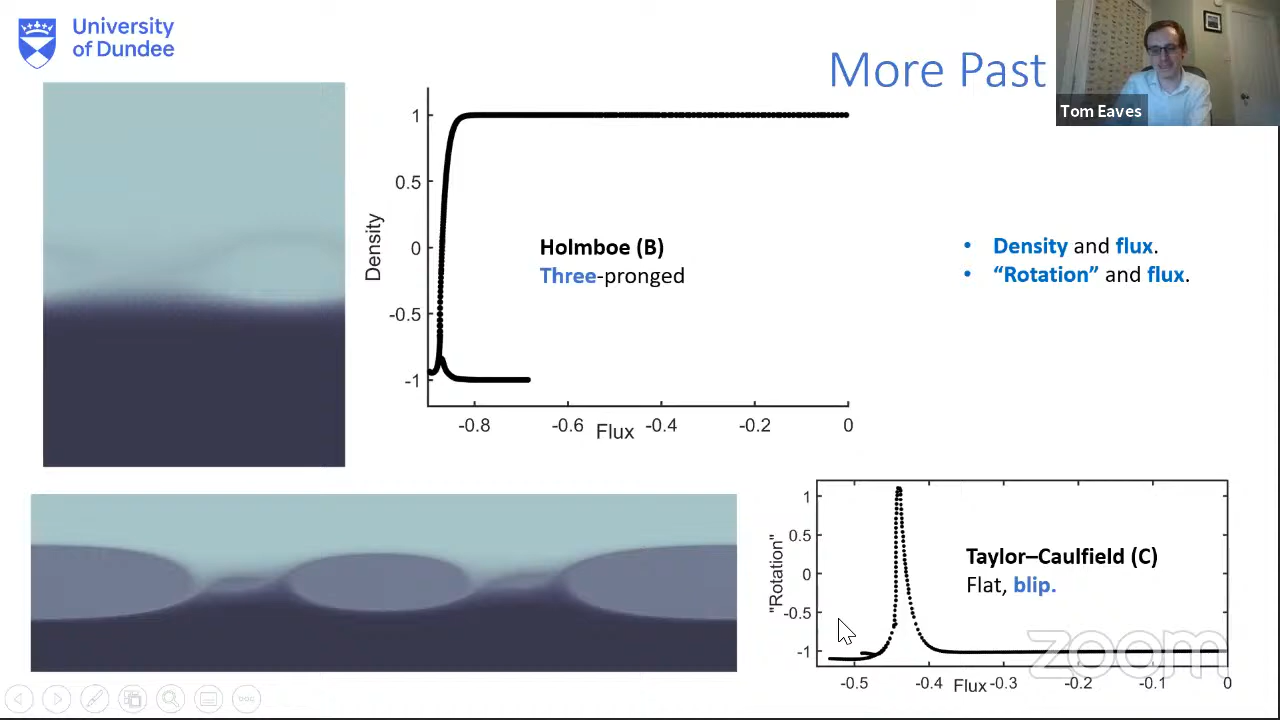 University
of Dundee
More Past
Tom Eaves
1
0.5
0
-0.5
-1
Density
-0.8
-0.6
-0.4
-0.2
0
Flux
Holmboe (B)
Three-pronged
• Density and flux.
• “Rotation” and flux.
1
0.5
0
-0.5
-1
"Rotation"
-0.5
-0.4
-0.3
-0.2
-0.1
0
Flux
Taylor–Caulfield (C)
Flat, blip.
zoom